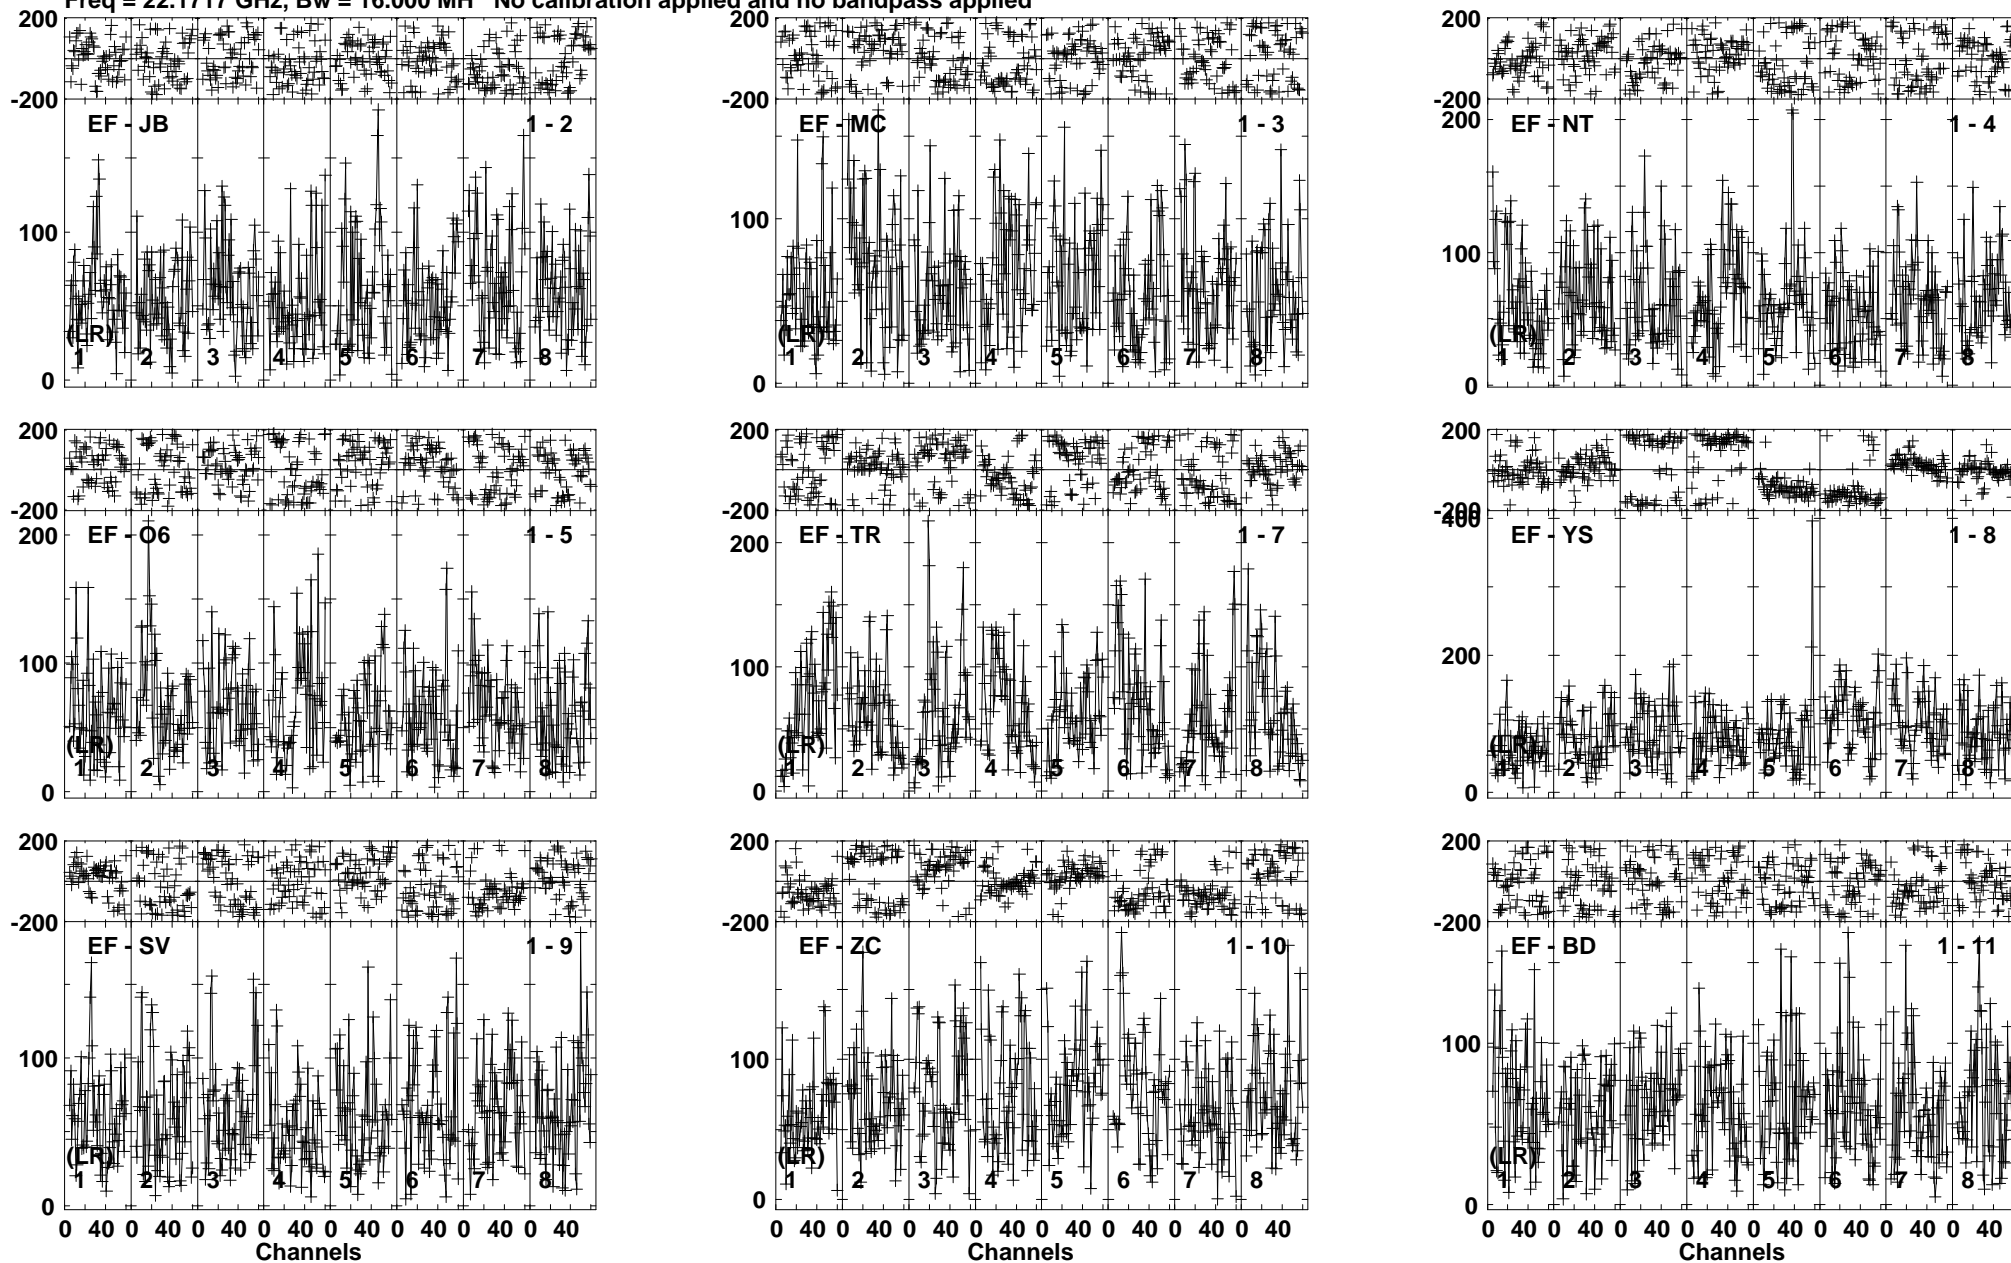 Freq = 22.1717 GHz, Bw = 16.000 MH No calibration applied and no bandpass applied
200 200 200
-200 -200 -200
EF - JB 1 - 2 EF - MC 1 - 3 EF - NT 1 - 4
200
100 100 100
(LR) (LR) (LR)
1 2 3 4 5 6 7 8 1 2 3 4 5 6 7 8 1 2 3 4 5 6 7 8
0 0 0
200 200 200
-200 -200 -200
400
EF - O6 1 - 5 EF - TR 1 - 7 EF - YS 1 - 8
200 200
100 100 200
(LR) (LR) (LR)
1 2 3 4 5 6 7 8 1 2 3 4 5 6 7 8 1 2 3 4 5 6 7 8
0 0 0
200 200 200
-200 -200 -200
EF - SV 1 - 9 EF - ZC 1 - 10 EF - BD 1 - 11
100 100 100
(LR) (LR) (LR)
1 2 3 4 5 6 7 8 1 2 3 4 5 6 7 8 1 2 3 4 5 6 7 8
0 0 0
0 40 0 40 0 40 0 40 0 40 0 40 0 40 0 40 0 40 0 40 0 40 0 40 0 40 0 40 0 40 0 40 0 40 0 40 0 40 0 40 0 40 0 40 0 40 0 40
Channels Channels Channels